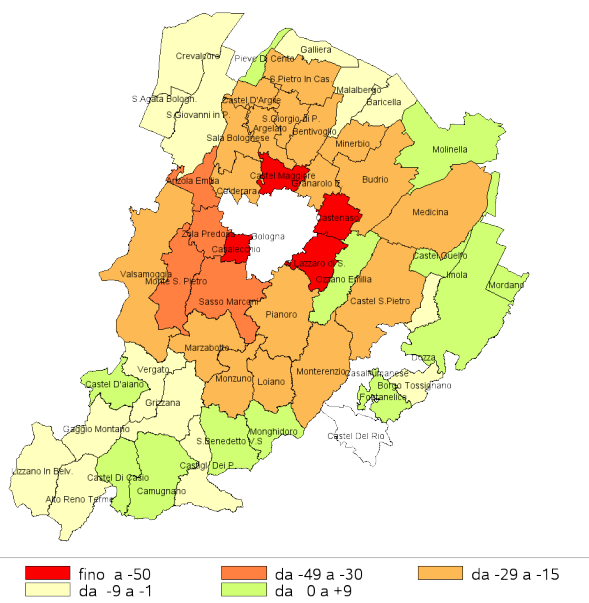 Galliera
Crevalcore
Pieve Di Cento
S.Pietro In Cas.
Malalbergo
S.Agata Bologn.
Castel D'Argile
Baricella
S.Giovanni in P.
S.Giorgio di P.
Argelato
Bentivoglio
Sala Bolognese
Minerbio
Molinella
Castel Maggiore
Anzola Emilia
Granarolo E.
Budrio
Calderara
Medicina
Castenaso
Zola Predosa
Bologna
Casalecchio
Castel Guelfo
S.Lazzaro di S.
Valsamoggia
Imola
Monte S. Pietro
Ozzano Emilia
Mordano
Sasso Marconi
Castel S.Pietro
Pianoro
Marzabotto
Dozza
Vergato
Monterenzio
Casalfiumanese
Castel D'aiano
Monzuno
Loiano
Borgo Tossignano
Fontanelica
Grizzana
Gaggio Montano
Monghidoro
Castel Del Rio
S.Benedetto V.S
Lizzano In Belv.
Castigl. Dei P.
Castel Di Casio
Camugnano
Alto Reno Terme
fino a -50
da -49 a -30
da -29 a -15
da -9 a -1
da 0 a +9